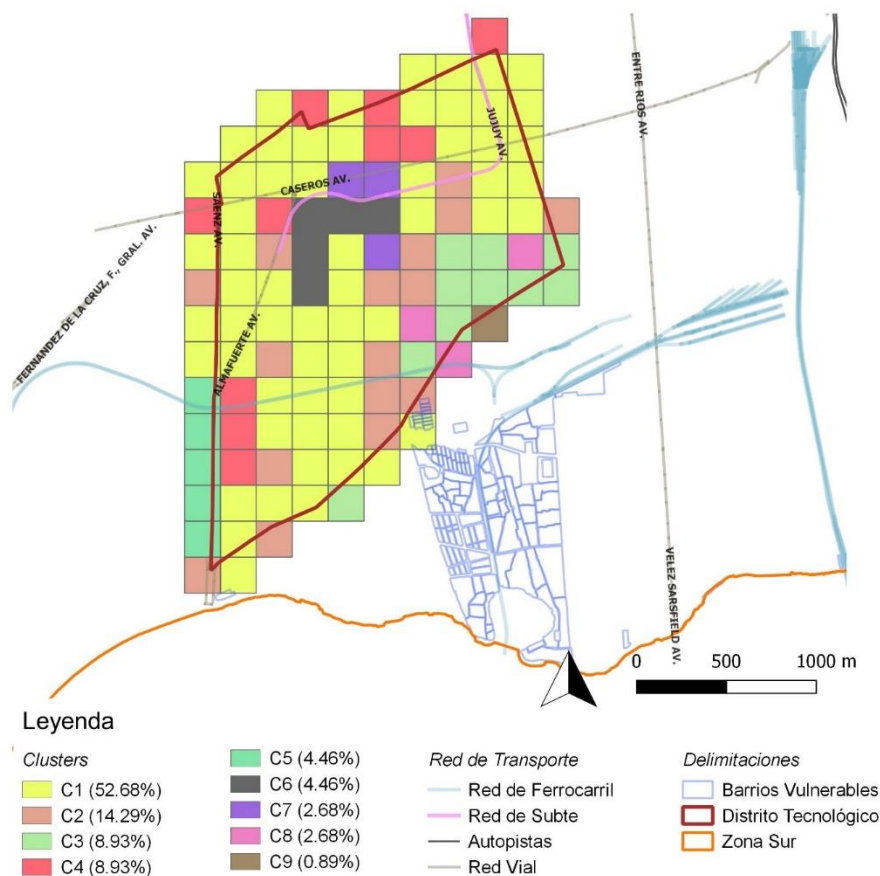 ENTRE RIOS AV.
JUJUY AV.
CASEROS AV.
SAENZ AV.
FERNANDEZ DE LA CRUZ, F., GRAL. AV.
ALMAFUERTE AV.
VELEZ SARSFIELD AV.
0 500 1000 m
Leyenda
Clusters
C1 (52.68%)
C2 (14.29%)
C3 (8.93%)
C4 (8.93%)
C5 (4.46%)
C6 (4.46%)
C7 (2.68%)
C8 (2.68%)
C9 (0.89%)
Red de Transporte
Red de Ferrocarril
Red de Subte
Autopistas
Red Vial
Delimitaciones
Barrios Vulnerables
Distrito Tecnológico
Zona Sur